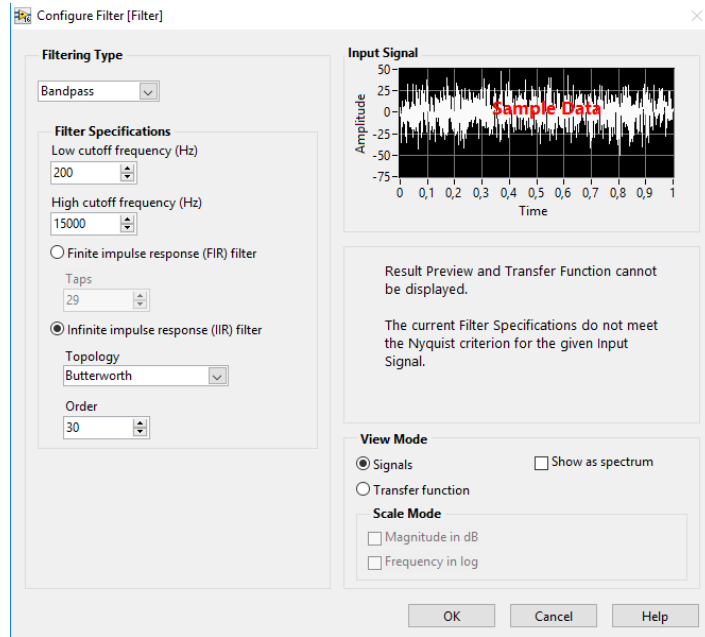 Configure Filter [Filter]
Filtering Type
Bandpass
Filter Specifications
Low cutoff frequency (Hz)
200
High cutoff frequency (Hz)
15000
Finite impulse response (FIR) filter
Taps
29
Infinite impulse response (IIR) filter
Topology
Butterworth
Order
30
Input Signal
50
25
0
-25
-50
-75
Amplitude
Sample Data
0 0,1 0,2 0,3 0,4 0,5 0,6 0,7 0,8 0,9 1
Time
Result Preview and Transfer Function cannot
be displayed.
The current Filter Specifications do not meet
the Nyquist criterion for the given Input
Signal.
View Mode
Signals
Show as spectrum
Transfer function
Scale Mode
Magnitude in dB
Frequency in log
OK Cancel Help